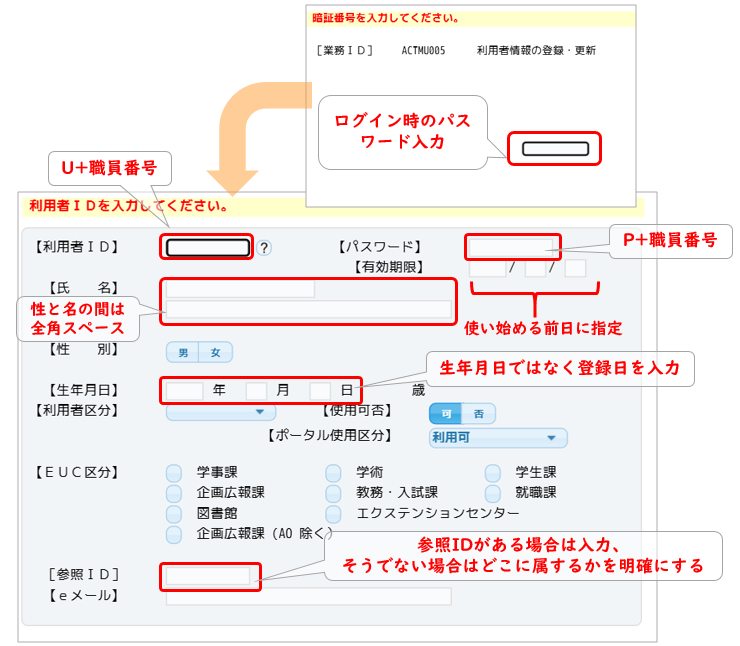 暗証番号を入力してください。
［業務ＩＤ］ ACTMU005 利用者情報の登録・更新
ログイン時のパス
ワード入力
U+職員番号
利用者ＩＤを入力してください。
【利用者ＩＤ】 ? 【パスワード】
P+職員番号
【有効期限】 / /
【氏 名】
性と名の間は
全角スペース
使い始める前日に指定
【性 別】 男 女
生年月日ではなく登録日を入力
【生年月日】 年 月 日 歳
【利用者区分】 【使用可否】 可 否
【ポータル使用区分】 利用可
【ＥＵＣ区分】 学事課 学術 学生課
企画広報課 教務・入試課 就職課
図書館 エクステンションセンター
企画広報課（AO 除く）
参照IDがある場合は入力、
そうでない場合はどこに属するかを明確にする
［参照ＩＤ］
【ｅメール】